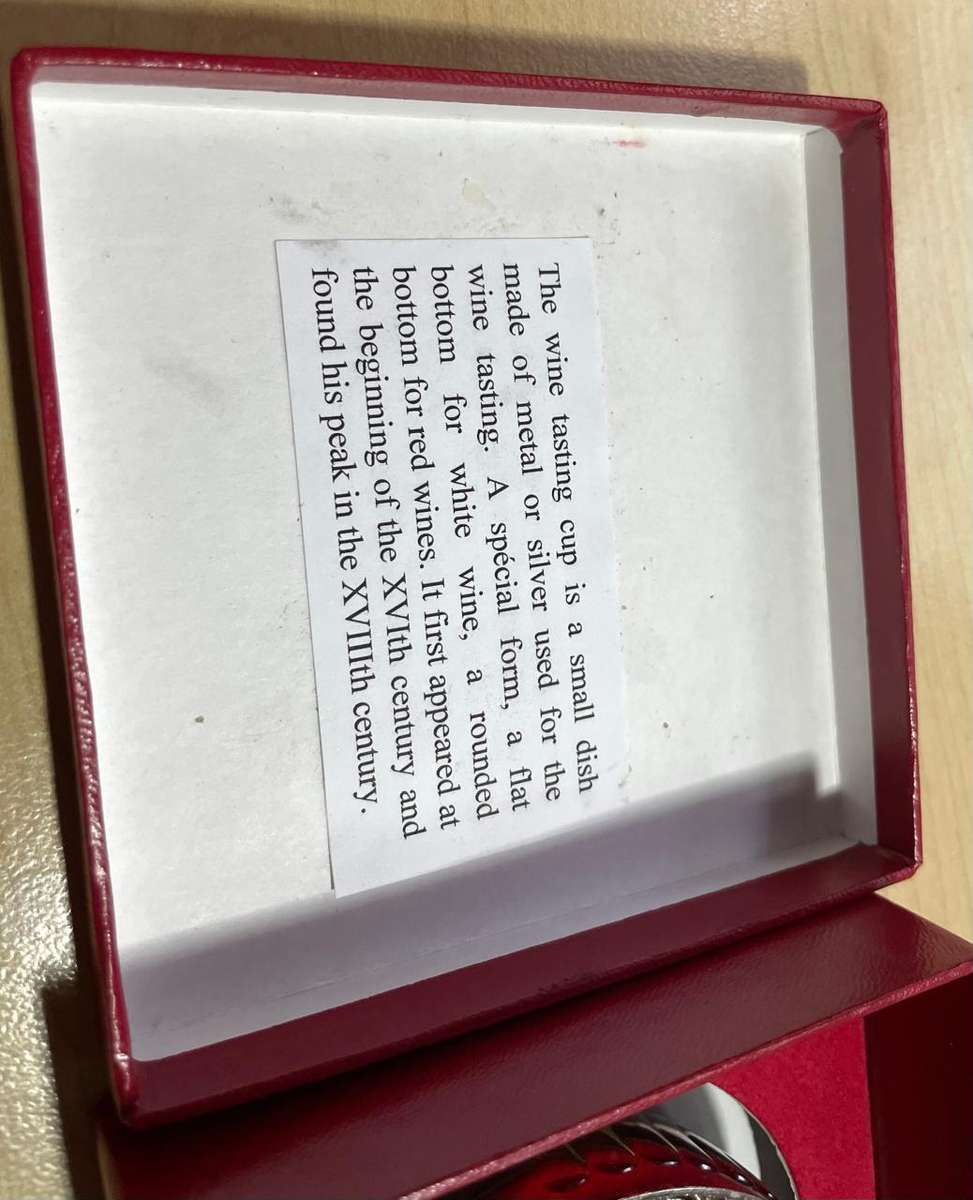 The wine tasting cup is a small dish
made of metal or silver used for the
wine tasting. A spécial form, a flat
bottom for white wine, a rounded
bottom for red wines. It first appeared at
the beginning of the XVIth century and
found his peak in the XVIIIth century.